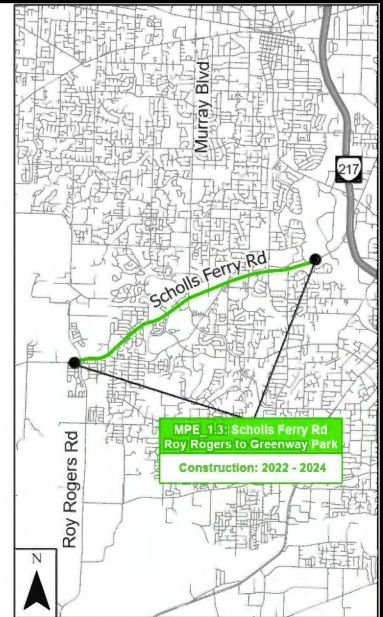 Murray Blvd
217
Scholls Ferry Rd
MPE_1.3: Scholls Ferry Rd
Roy Rogers to Greenway Park
Construction: 2022 - 2024
Roy Rogers Rd
N